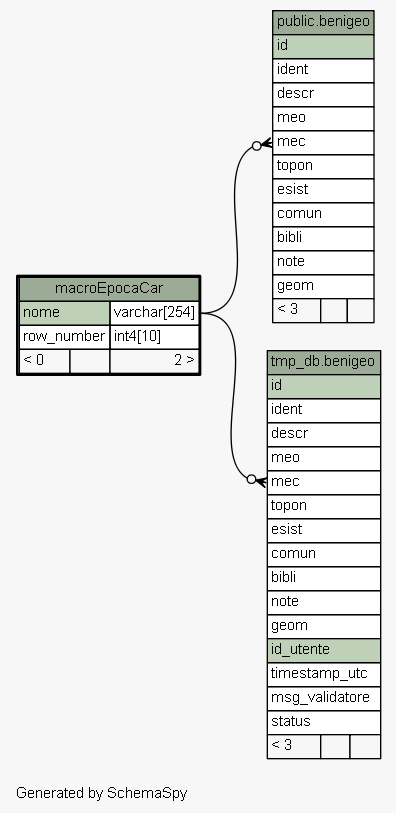 public.benigeo
id
ident
descr
meo
mec
topon
esist
comun
bibli
note
geom
< 3
macroEpocaCar
nome varchar[254]
row_number int4[10]
< 0 2 >
tmp_db.benigeo
id
ident
descr
meo
mec
topon
esist
comun
bibli
note
geom
id_utente
timestamp_utc
msg_validatore
status
< 3
Generated by SchemaSpy